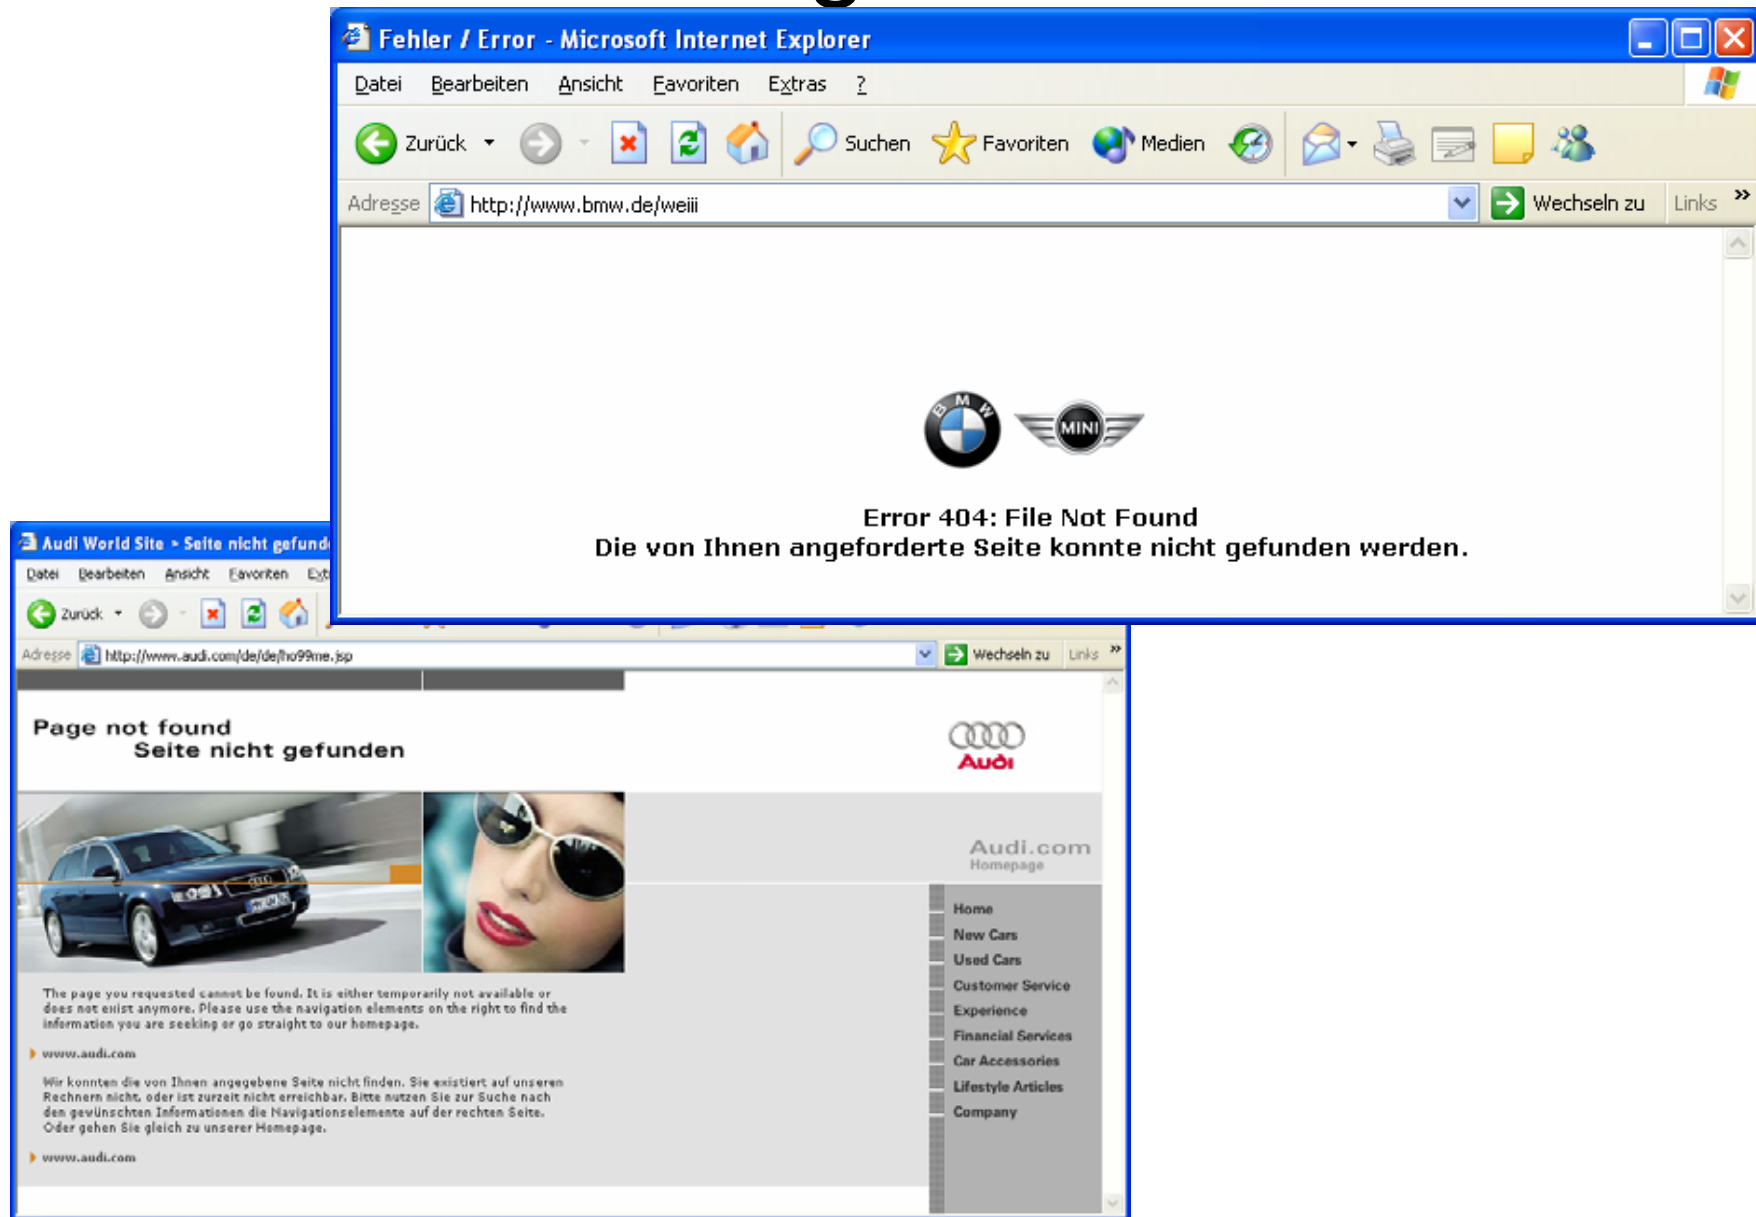 Fehler / Error - Microsoft Internet Explorer
Datei Bearbeiten Ansicht Favoriten Extras ?
Zurück Suchen Favoriten Medien
Adresse http://www.bmw.de/weiii Wechseln zu Links »
BMW MINI
Error 404: File Not Found
Die von Ihnen angeforderte Seite konnte nicht gefunden werden.
Audi World Site > Seite nicht gefund
Datei Bearbeiten Ansicht Favoriten Ext
Zurück
Adresse http://www.audi.com/de/de/ho99me.jsp Wechseln zu Links »
Page not found
Seite nicht gefunden
Audi
Audi.com
Homepage
Home
New Cars
Used Cars
Customer Service
Experience
Financial Services
Car Accessories
Lifestyle Articles
Company
The page you requested cannot be found. It is either temporarily not available or
does not exist anymore. Please use the navigation elements on the right to find the
information you are seeking or go straight to our homepage.
www.audi.com
Wir konnten die von Ihnen angegebene Seite nicht finden. Sie existiert auf unseren
Rechnern nicht, oder ist zurzeit nicht erreichbar. Bitte nutzen Sie zur Suche nach
den gewünschten Informationen die Navigationselemente auf der rechten Seite.
Oder gehen Sie gleich zu unserer Homepage.
www.audi.com